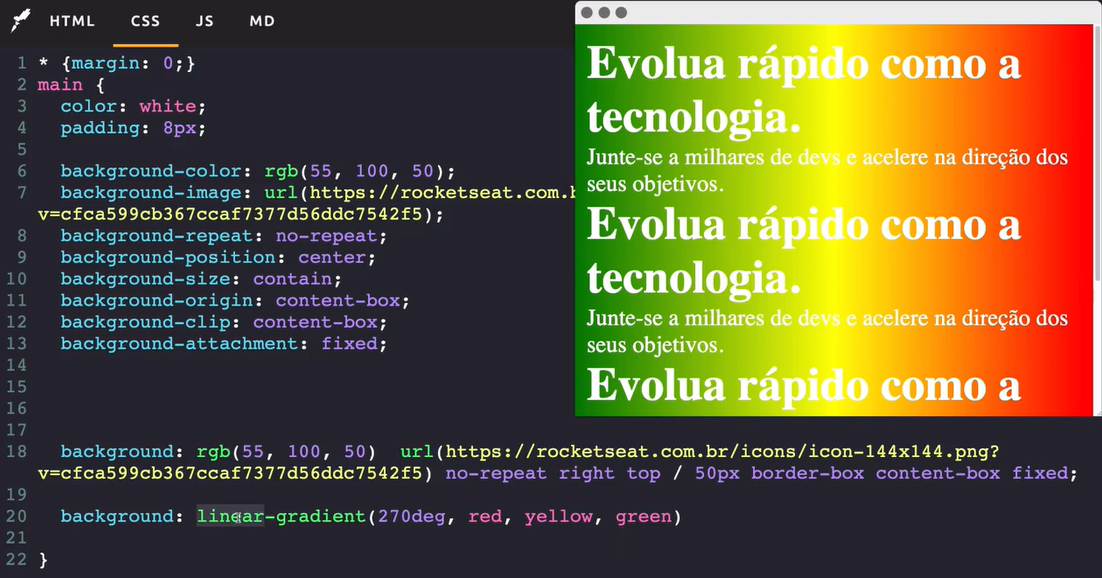 HTML CSS JS MD
1 * {margin: 0;}
2 main {
3 color: white;
4 padding: 8px;
5
6 background-color: rgb(55, 100, 50);
7 background-image: url(https://rocketseat.com.b
v=cfca599cb367ccaf7377d56ddc7542f5);
8 background-repeat: no-repeat;
9 background-position: center;
10 background-size: contain;
11 background-origin: content-box;
12 background-clip: content-box;
13 background-attachment: fixed;
14
15
16
17
18 background: rgb(55, 100, 50)  url(https://rocketseat.com.br/icons/icon-144x144.png?
v=cfca599cb367ccaf7377d56ddc7542f5) no-repeat right top / 50px border-box content-box fixed;
19
20 background: linear-gradient(270deg, red, yellow, green)
21
22 }
Evolua rápido como a
tecnologia.
Junte-se a milhares de devs e acelere na direção dos
seus objetivos.
Evolua rápido como a
tecnologia.
Junte-se a milhares de devs e acelere na direção dos
seus objetivos.
Evolua rápido como a